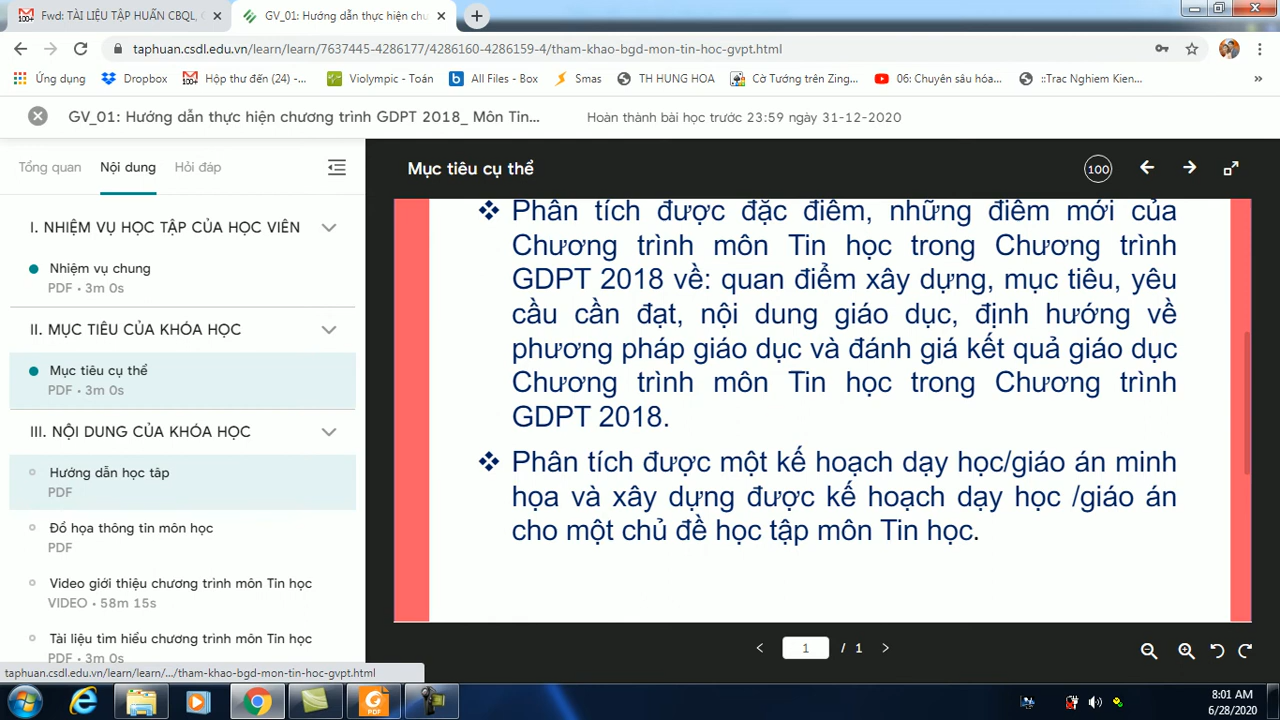 Fwd: TÀI LIỆU TẬP HUẤN CBQL, G
GV_01: Hướng dẫn thực hiện chư
taphuan.csdl.edu.vn/learn/learn/7637445-4286177/4286160-4286159-4/tham-khao-bgd-mon-tin-hoc-gvpt.html
Ứng dụng
Dropbox
Hộp thư đến (24) -...
Violympic - Toán
All Files - Box
Smas
TH HUNG HOA
Cờ Tướng trên Zing...
06: Chuyên sâu hóa...
::Trac Nghiem Kien...
GV_01: Hướng dẫn thực hiện chương trình GDPT 2018_ Môn Tin...
Hoàn thành bài học trước 23:59 ngày 31-12-2020
Tổng quan
Nội dung
Hỏi đáp
I. NHIỆM VỤ HỌC TẬP CỦA HỌC VIÊN
Nhiệm vụ chung
PDF • 3m 0s
II. MỤC TIÊU CỦA KHÓA HỌC
Mục tiêu cụ thể
PDF • 3m 0s
III. NỘI DUNG CỦA KHÓA HỌC
Hướng dẫn học tập
PDF
Đồ họa thông tin môn học
PDF
Video giới thiệu chương trình môn Tin học
VIDEO • 58m 15s
Tài liệu tìm hiểu chương trình môn Tin học
PDF • 3m 0s
taphuan.csdl.edu.vn/learn/learn/.../tham-khao-bgd-mon-tin-hoc-gvpt.html
Mục tiêu cụ thể
100
Phân tích được đặc điểm, những điểm mới của
Chương trình môn Tin học trong Chương trình
GDPT 2018 về: quan điểm xây dựng, mục tiêu, yêu
cầu cần đạt, nội dung giáo dục, định hướng về
phương pháp giáo dục và đánh giá kết quả giáo dục
Chương trình môn Tin học trong Chương trình
GDPT 2018.
Phân tích được một kế hoạch dạy học/giáo án minh
họa và xây dựng được kế hoạch dạy học /giáo án
cho một chủ đề học tập môn Tin học.
1 / 1
8:01 AM
6/28/2020